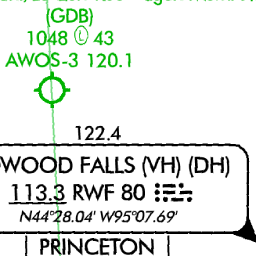 (GDB)
1048 Ⓛ 43
AWOS-3 120.1
122.4
WOOD FALLS (VH) (DH)
113.3 RWF 80
N44°28.04' W95°07.69'
PRINCETON